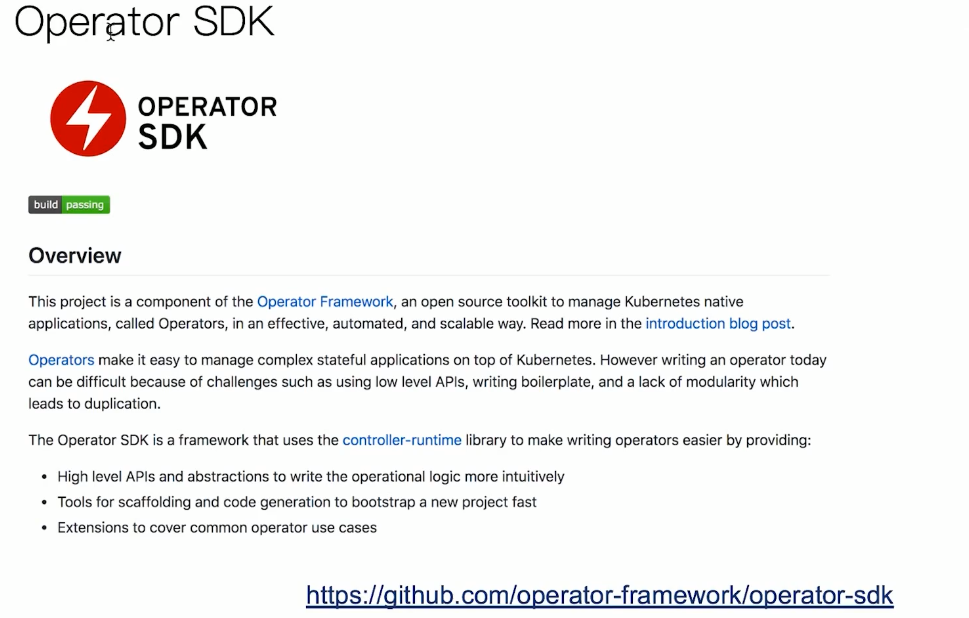 Operator SDK
OPERATOR
SDK
build passing
Overview
This project is a component of the Operator Framework, an open source toolkit to manage Kubernetes native
applications, called Operators, in an effective, automated, and scalable way. Read more in the introduction blog post.
Operators make it easy to manage complex stateful applications on top of Kubernetes. However writing an operator today
can be difficult because of challenges such as using low level APIs, writing boilerplate, and a lack of modularity which
leads to duplication.
The Operator SDK is a framework that uses the controller-runtime library to make writing operators easier by providing:
• High level APIs and abstractions to write the operational logic more intuitively
• Tools for scaffolding and code generation to bootstrap a new project fast
• Extensions to cover common operator use cases
https://github.com/operator-framework/operator-sdk